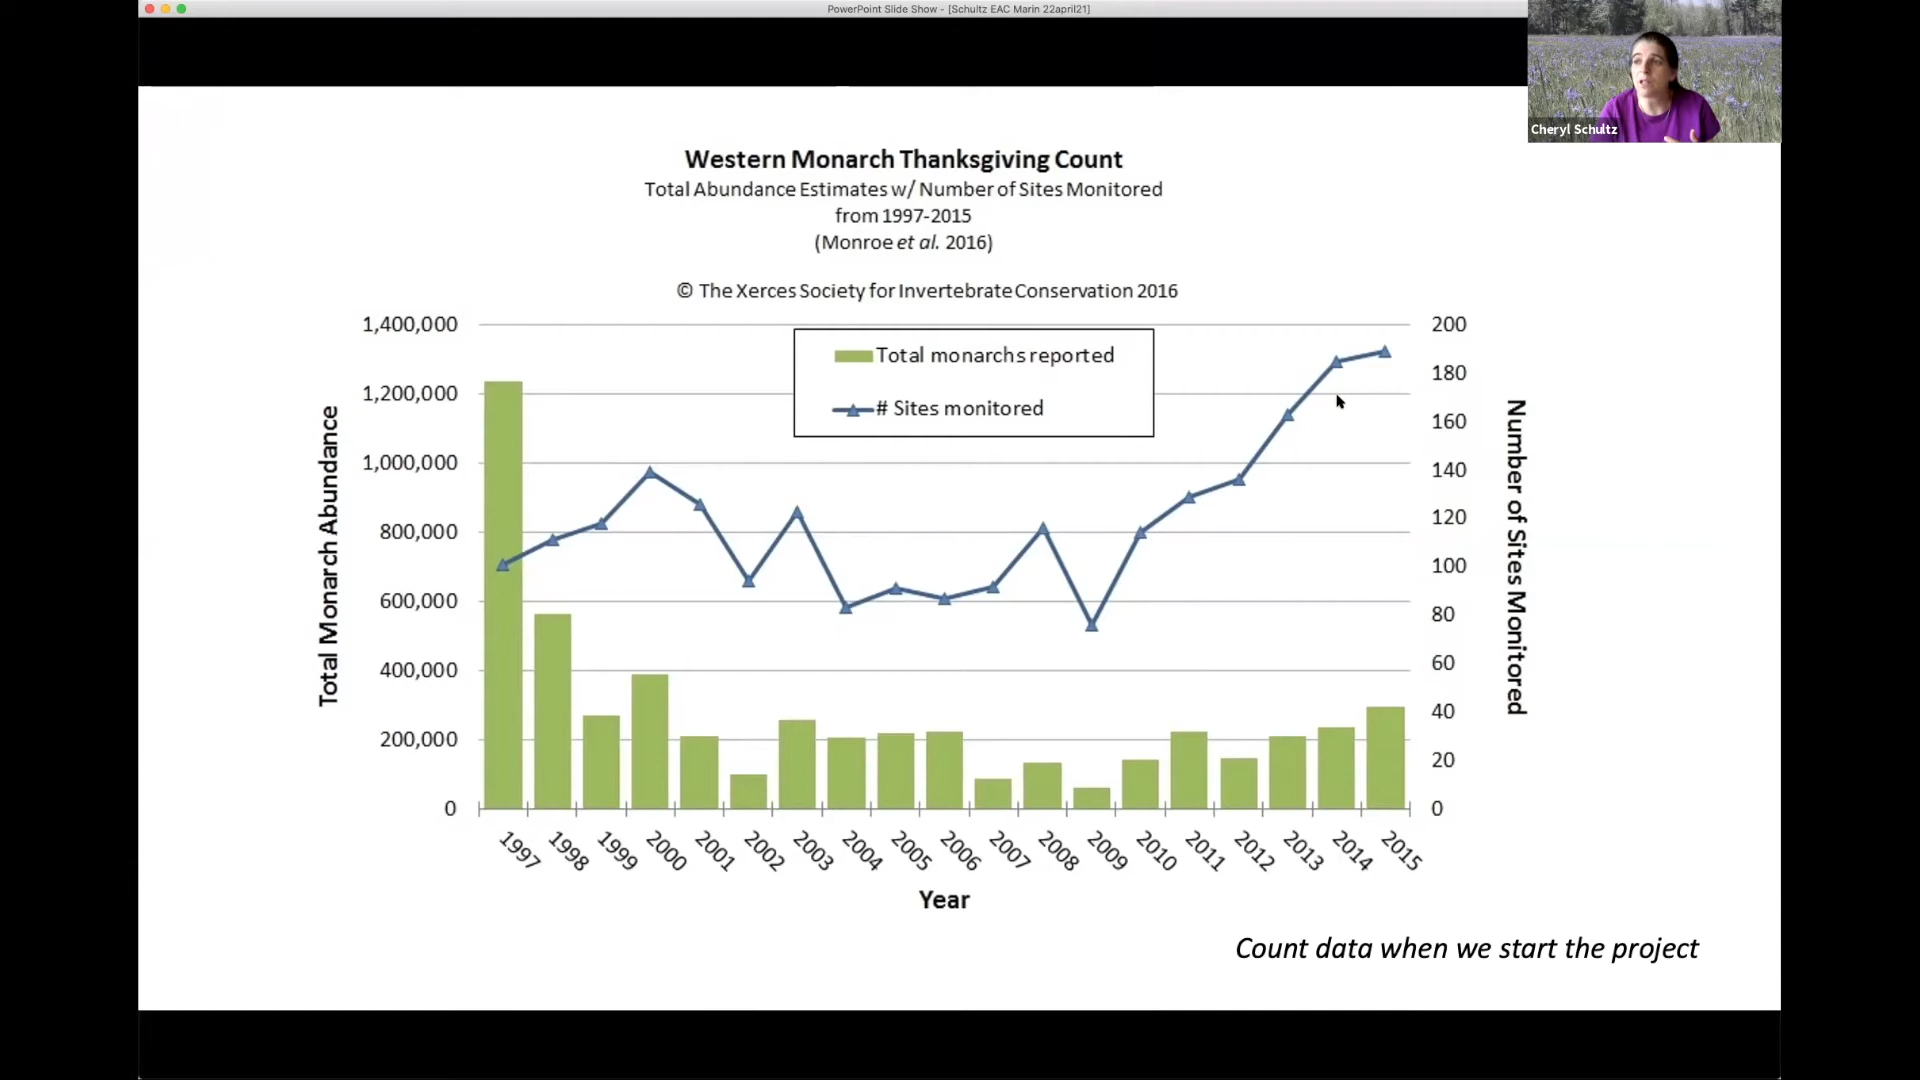 PowerPoint Slide Show - [Schultz EAC Marin 22april21]
Cheryl Schultz
Western Monarch Thanksgiving Count
Total Abundance Estimates w/ Number of Sites Monitored
from 1997-2015
(Monroe et al. 2016)
© The Xerces Society for Invertebrate Conservation 2016
Total monarchs reported
# Sites monitored
Total Monarch Abundance
1,400,000
1,200,000
1,000,000
800,000
600,000
400,000
200,000
0
200
180
160
140
120
100
80
60
40
20
0
Number of Sites Monitored
1997
1998
1999
2000
2001
2002
2003
2004
2005
2006
2007
2008
2009
2010
2011
2012
2013
2014
2015
Year
Count data when we start the project